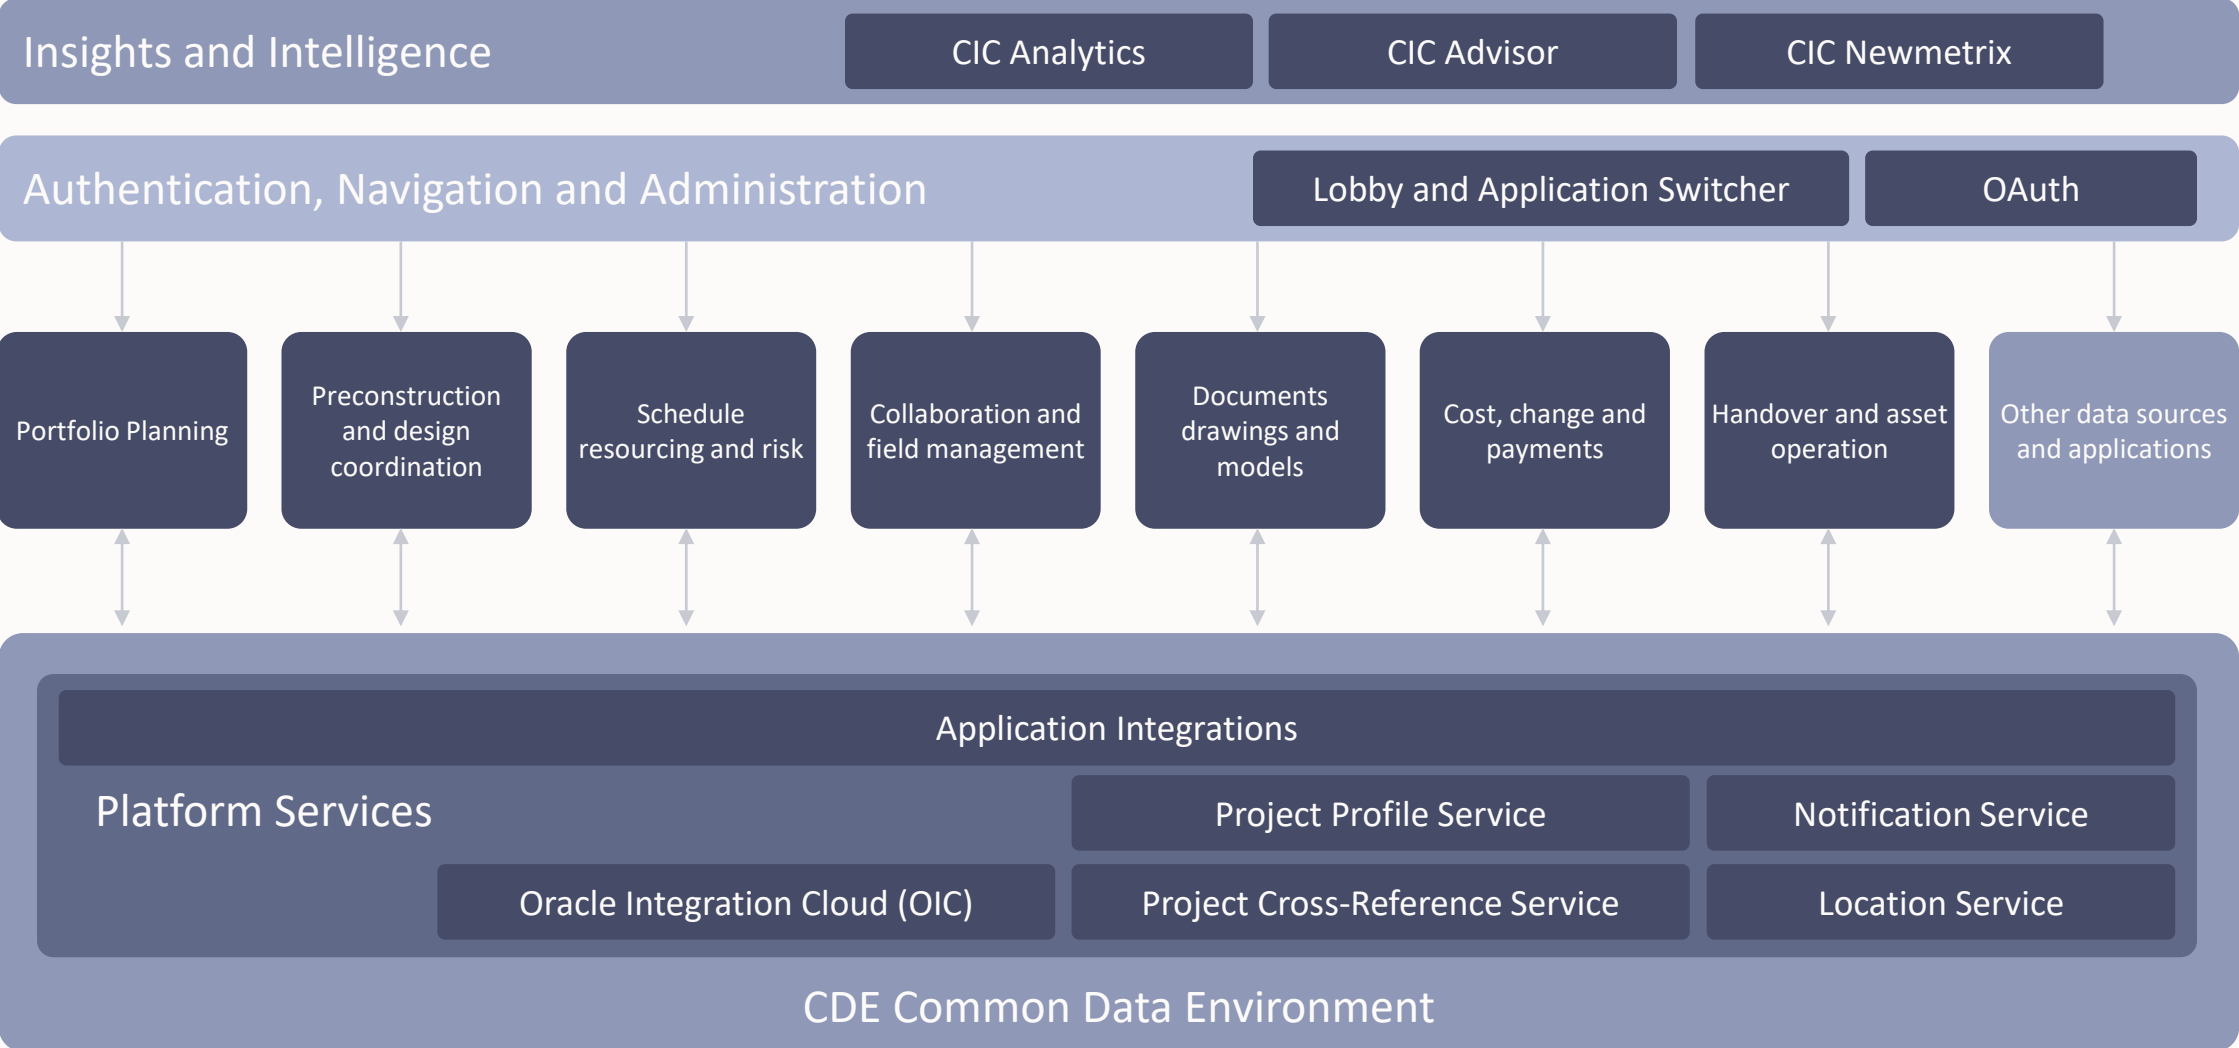 Insights and Intelligence
CIC Analytics
CIC Advisor
CIC Newmetrix
Authentication, Navigation and Administration
Lobby and Application Switcher
OAuth
Portfolio Planning
Preconstruction
and design
coordination
Schedule
resourcing and risk
Collaboration and
field management
Documents
drawings and
models
Cost, change and
payments
Handover and asset
operation
Other data sources
and applications
Application Integrations
Platform Services
Project Profile Service
Notification Service
Oracle Integration Cloud (OIC)
Project Cross-Reference Service
Location Service
CDE Common Data Environment